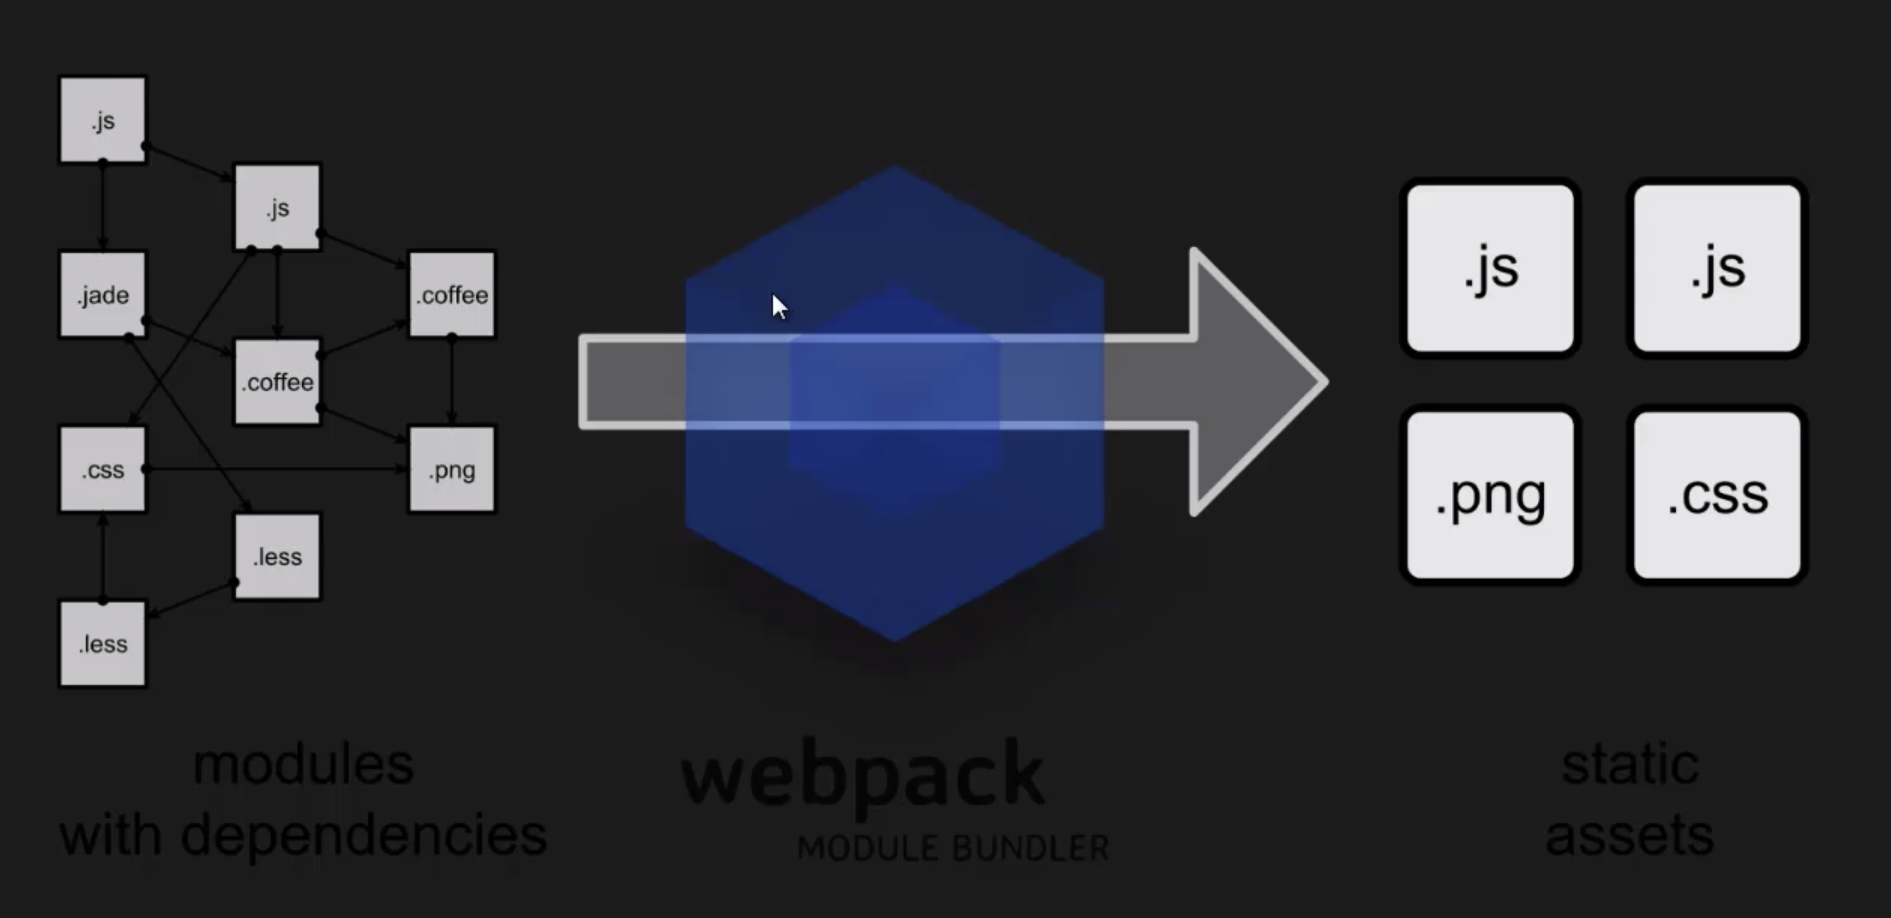 .js
.js
.jade
.coffee
.coffee
.css
.png
.less
.less
modules
with dependencies
webpack
MODULE BUNDLER
.js
.js
.png
.css
static
assets